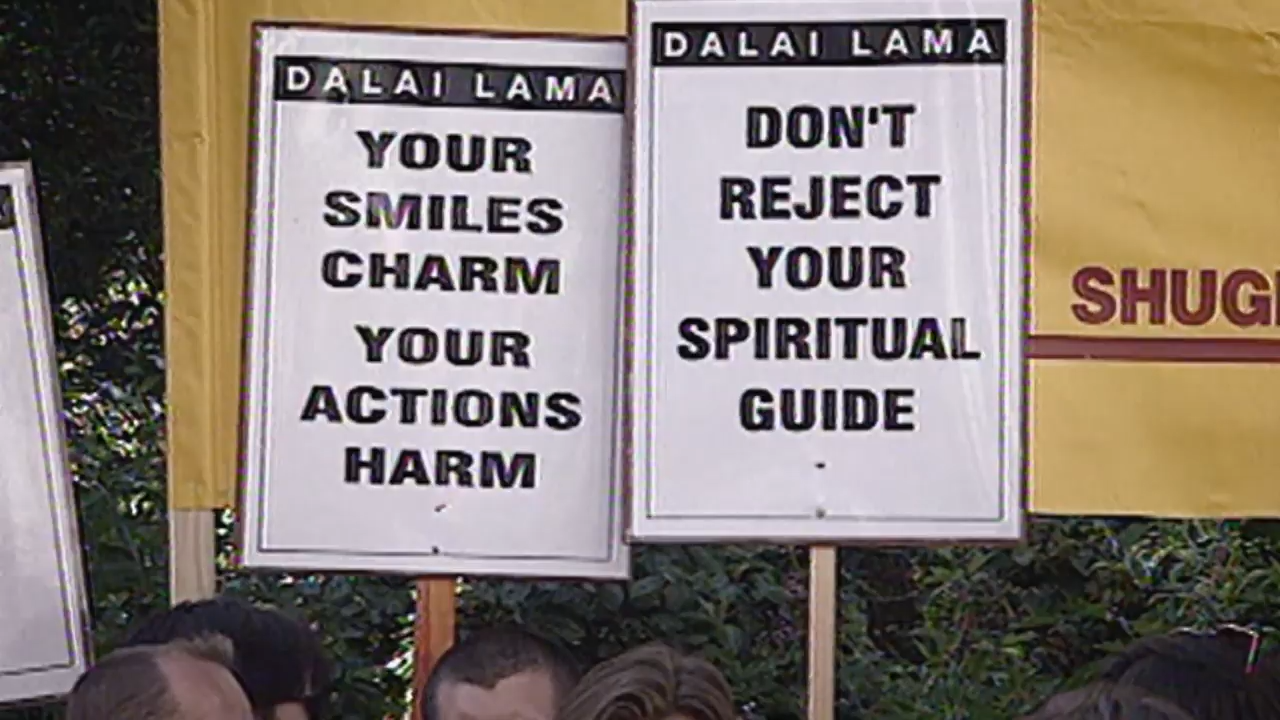 DALAI LAMA
YOUR
SMILES
CHARM
YOUR
ACTIONS
HARM
DALAI LAMA
DON'T
REJECT
YOUR
SPIRITUAL
GUIDE